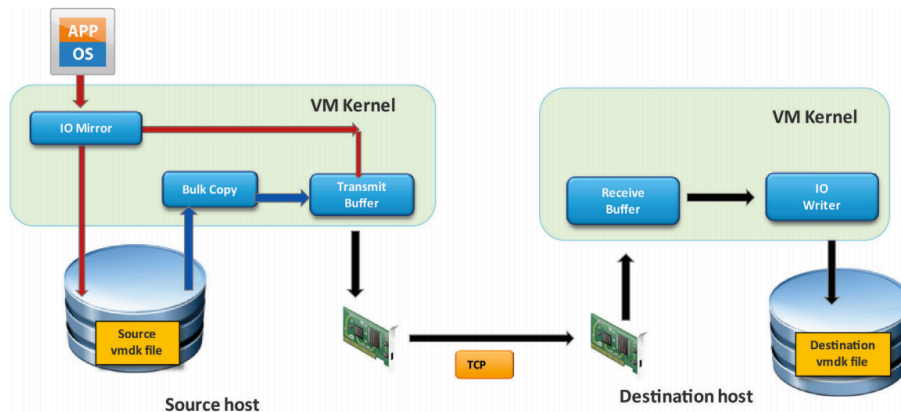 APP
OS
VM Kernel
IO Mirror
Bulk Copy
Transmit
Buffer
Source
vmdk file
Source host
TCP
VM Kernel
Receive
Buffer
IO
Writer
Destination
vmdk file
Destination host